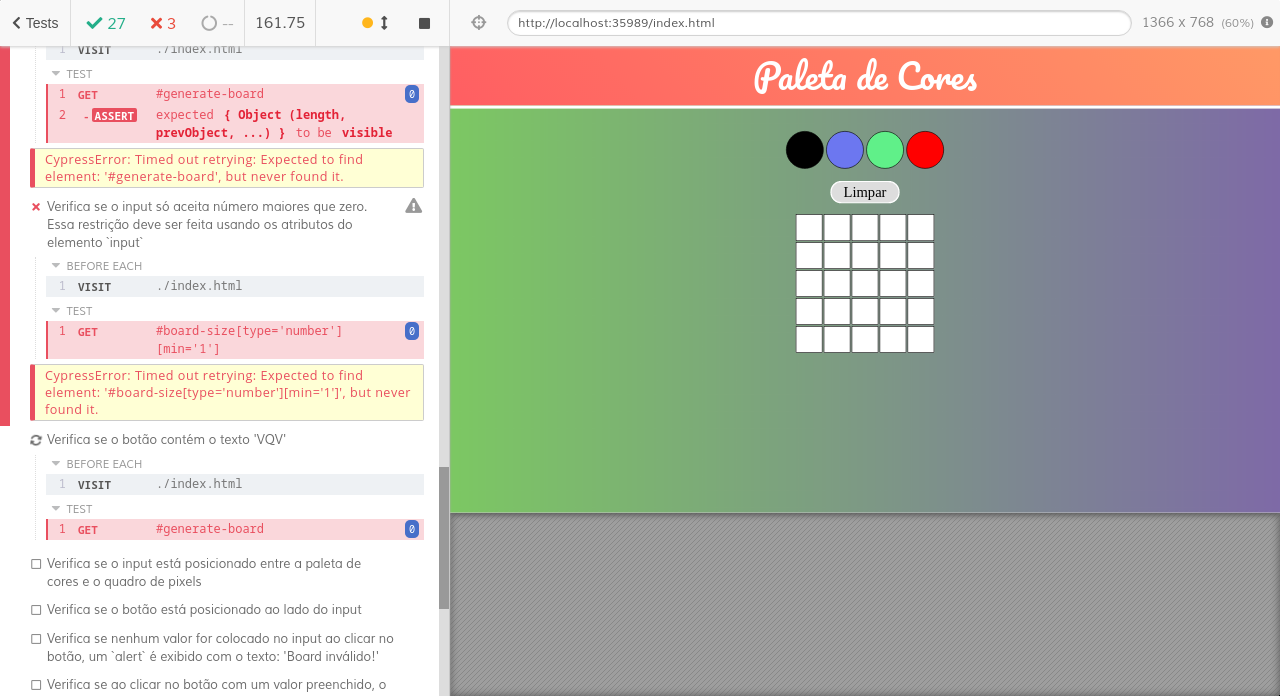 Tests 27 3 -- 161.75
http://localhost:35989/index.html 1366 x 768 (60%)
1 VISIT ./index.html
TEST
1 GET #generate-board 0
2 -ASSERT expected { Object (length,
prevObject, ...) } to be visible
CypressError: Timed out retrying: Expected to find
element: '#generate-board', but never found it.
Verifica se o input só aceita número maiores que zero.
Essa restrição deve ser feita usando os atributos do
elemento `input`
BEFORE EACH
1 VISIT ./index.html
TEST
1 GET #board-size[type='number'] 0
[min='1']
CypressError: Timed out retrying: Expected to find
element: '#board-size[type='number'][min='1']', but never
found it.
Verifica se o botão contém o texto 'VQV'
BEFORE EACH
1 VISIT ./index.html
TEST
1 GET #generate-board 0
Verifica se o input está posicionado entre a paleta de
cores e o quadro de pixels
Verifica se o botão está posicionado ao lado do input
Verifica se nenhum valor for colocado no input ao clicar no
botão, um `alert` é exibido com o texto: 'Board inválido!'
Verifica se ao clicar no botão com um valor preenchido, o
Paleta de Cores
Limpar